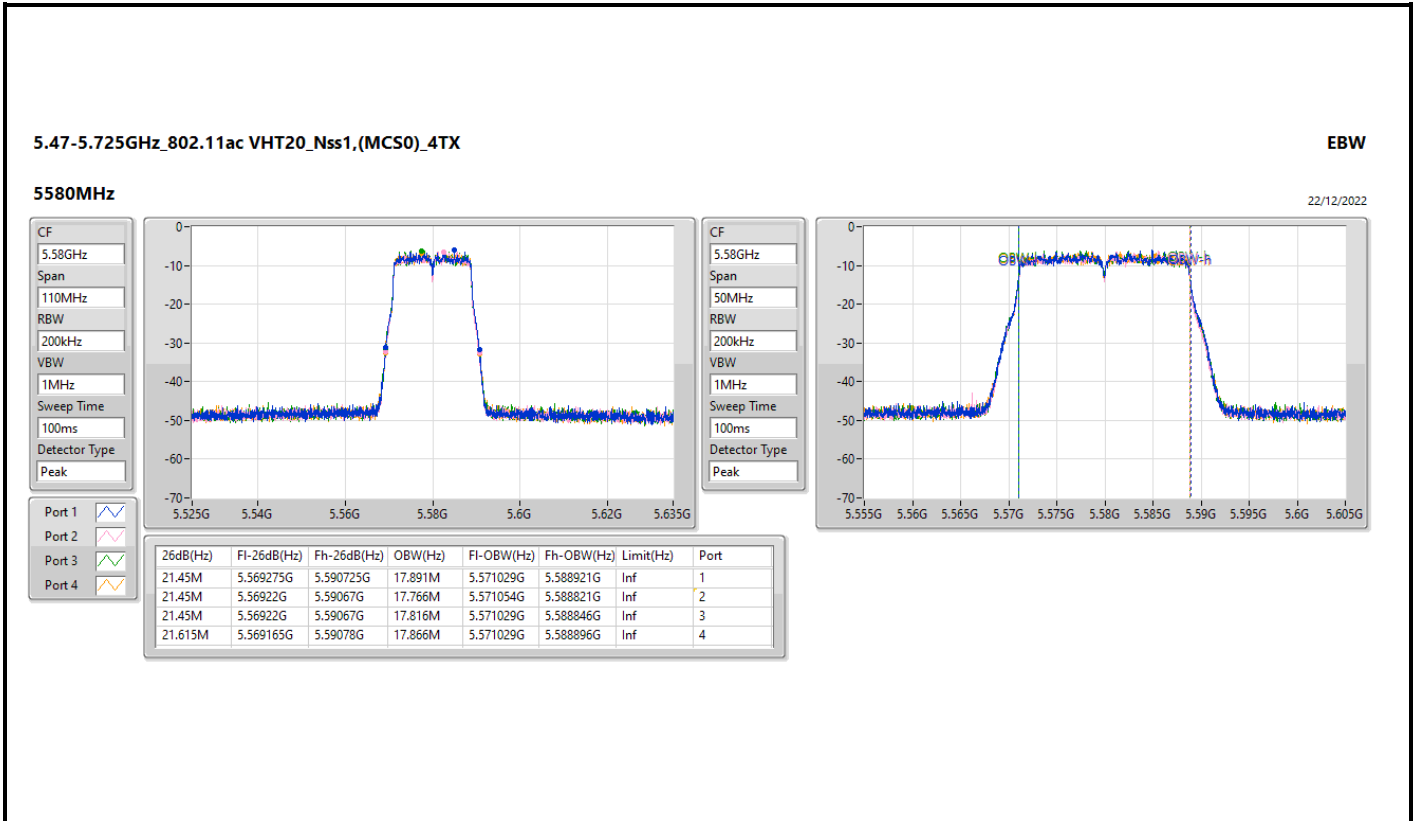 5.47-5.725GHz_802.11ac VHT20_Nss1,(MCS0)_4TX
EBW
5580MHz
22/12/2022
CF
5.58GHz
Span
110MHz
RBW
200kHz
VBW
1MHz
Sweep Time
100ms
Detector Type
Peak
0
-10
-20
-30
-40
-50
-60
-70
5.525G 5.54G 5.56G 5.58G 5.6G 5.62G 5.635G
CF
5.58GHz
Span
50MHz
RBW
200kHz
VBW
1MHz
Sweep Time
100ms
Detector Type
Peak
0
-10
-20
-30
-40
-50
-60
-70
5.555G 5.56G 5.565G 5.57G 5.575G 5.58G 5.585G 5.59G 5.595G 5.6G 5.605G
Port 1
Port 2
Port 3
Port 4
26dB(Hz) Fl-26dB(Hz) Fh-26dB(Hz) OBW(Hz) Fl-OBW(Hz) Fh-OBW(Hz) Limit(Hz) Port
21.45M 5.569275G 5.590725G 17.891M 5.571029G 5.588921G Inf 1
21.45M 5.56922G 5.59067G 17.766M 5.571054G 5.588821G Inf 2
21.45M 5.56922G 5.59067G 17.816M 5.571029G 5.588846G Inf 3
21.615M 5.569165G 5.59078G 17.866M 5.571029G 5.588896G Inf 4